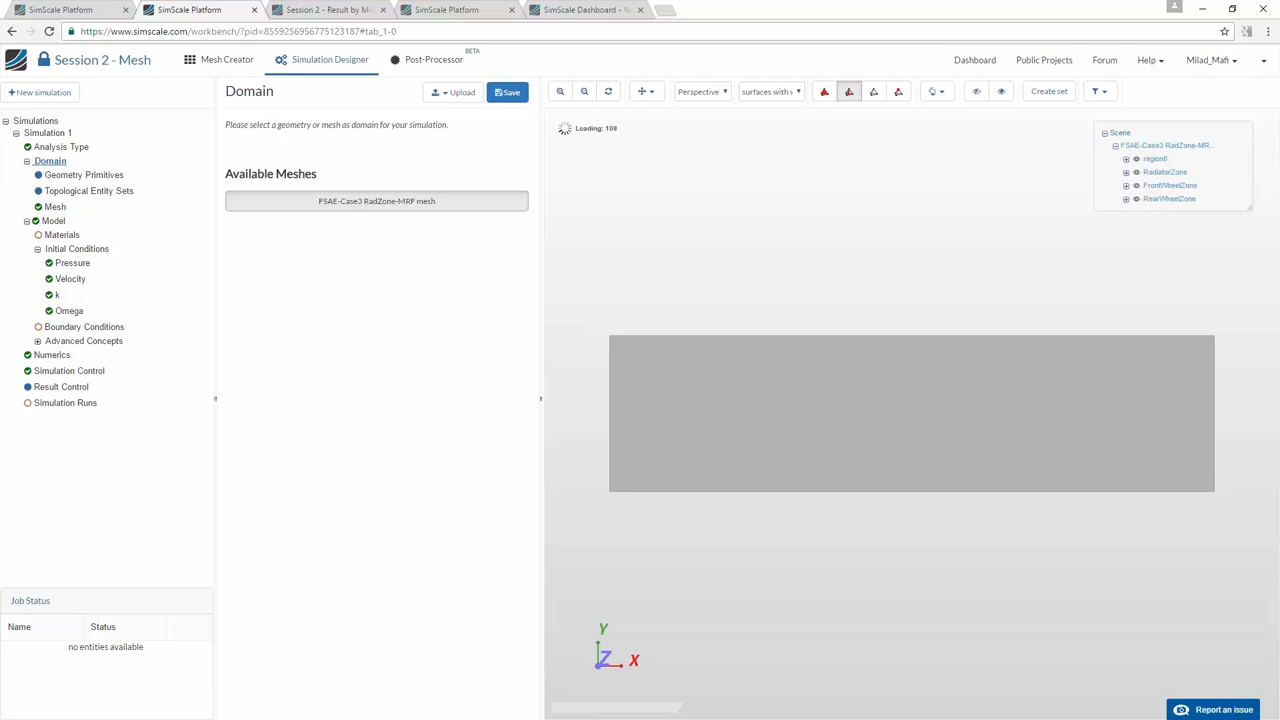 SimScale Platform
SimScale Platform
Session 2 - Result by Mil
SimScale Platform
SimScale Dashboard - Yo
https://www.simscale.com/workbench/?pid=8559256956775123187#tab_1-0
Session 2 - Mesh
Mesh Creator
Simulation Designer
Post-Processor
BETA
Dashboard
Public Projects
Forum
Help
Milad_Mafi
+ New simulation
Domain
Upload
Save
Perspective
surfaces with v
Create set
Simulations
Simulation 1
Analysis Type
Domain
Geometry Primitives
Topological Entity Sets
Mesh
Model
Materials
Initial Conditions
Pressure
Velocity
k
Omega
Boundary Conditions
Advanced Concepts
Numerics
Simulation Control
Result Control
Simulation Runs
Please select a geometry or mesh as domain for your simulation.
Available Meshes
FSAE-Case3 RadZone-MRF mesh
Loading: 108
Scene
FSAE-Case3 RadZone-MR...
region0
RadiatorZone
FrontWheelZone
RearWheelZone
Y
Z
X
Job Status
Name
Status
no entities available
Report an issue